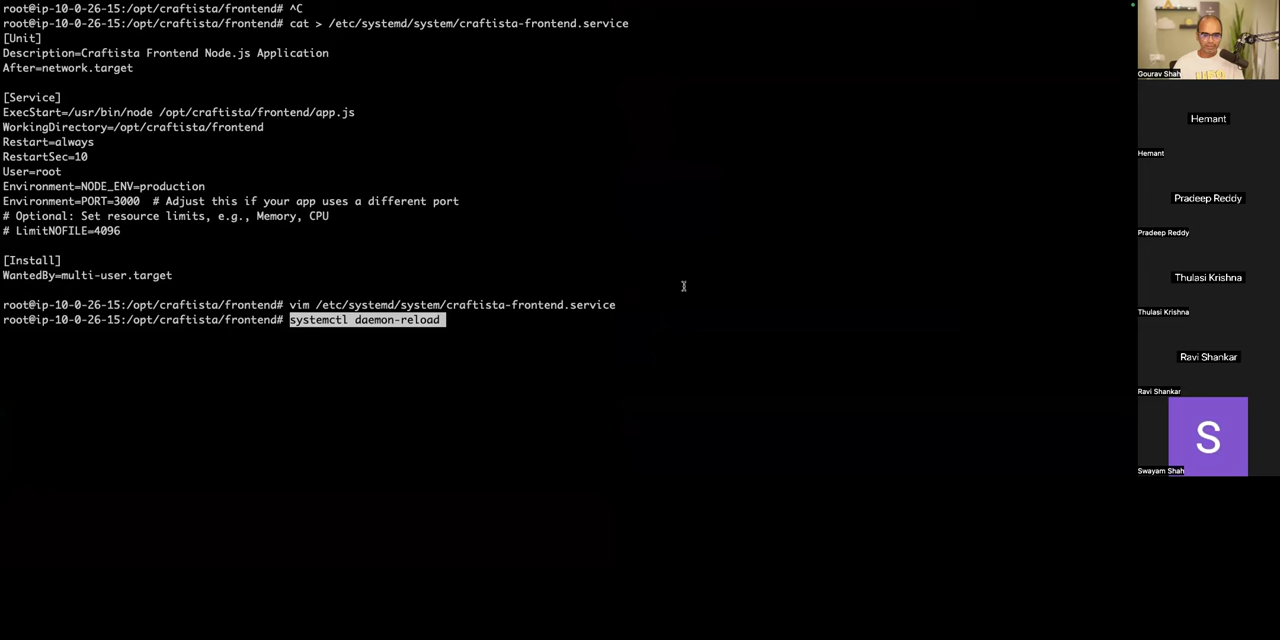 root@ip-10-0-26-15:/opt/craftista/frontend# ^C
root@ip-10-0-26-15:/opt/craftista/frontend# cat > /etc/systemd/system/craftista-frontend.service
[Unit]
Description=Craftista Frontend Node.js Application
After=network.target
[Service]
ExecStart=/usr/bin/node /opt/craftista/frontend/app.js
WorkingDirectory=/opt/craftista/frontend
Restart=always
RestartSec=10
User=root
Environment=NODE_ENV=production
Environment=PORT=3000  # Adjust this if your app uses a different port
# Optional: Set resource limits, e.g., Memory, CPU
# LimitNOFILE=4096
[Install]
WantedBy=multi-user.target
root@ip-10-0-26-15:/opt/craftista/frontend# vim /etc/systemd/system/craftista-frontend.service
root@ip-10-0-26-15:/opt/craftista/frontend# systemctl daemon-reload
Gourav Shah
Hemant
Hemant
Pradeep Reddy
Pradeep Reddy
Thulasi Krishna
Thulasi Krishna
Ravi Shankar
Ravi Shankar
S
Swayam Shah